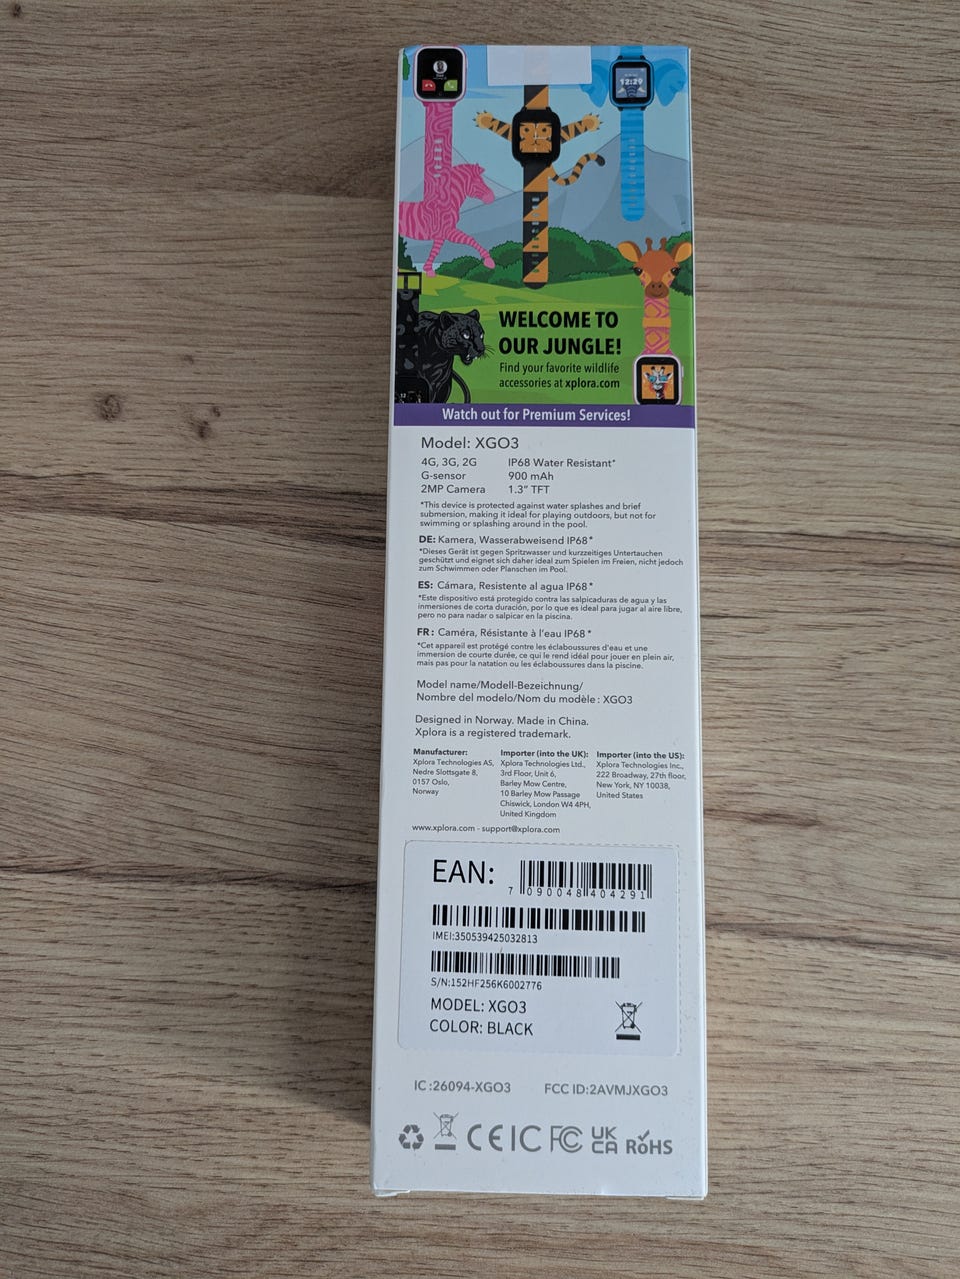 12:29
WELCOME TO
OUR JUNGLE!
Find your favorite wildlife
accessories at xplora.com
Watch out for Premium Services!
Model: XGO3
4G, 3G, 2G IP68 Water Resistant*
G-sensor 900 mAh
2MP Camera 1.3" TFT
*This device is protected against water splashes and brief
submersion, making it ideal for playing outdoors, but not for
swimming or splashing around in the pool.
DE: Kamera, Wasserabweisend IP68*
*Dieses Gerät ist gegen Spritzwasser und kurzzeitiges Untertauchen
geschützt und eignet sich daher ideal zum Spielen im Freien, nicht jedoch
zum Schwimmen oder Planschen im Pool.
ES: Cámara, Resistente al agua IP68*
*Este dispositivo está protegido contra las salpicaduras de agua y las
inmersiones de corta duración, por lo que es ideal para jugar al aire libre,
pero no para nadar o salpicar en la piscina.
FR: Caméra, Résistante à l'eau IP68*
*Cet appareil est protégé contre les éclaboussures d'eau et une
immersion de courte durée, ce qui le rend idéal pour jouer en plein air,
mais pas pour la natation ou les éclaboussures dans la piscine.
Model name/Modell-Bezeichnung/
Nombre del modelo/Nom du modèle: XGO3
Designed in Norway. Made in China.
Xplora is a registered trademark.
Manufacturer:
Xplora Technologies AS,
Nedre Slottsgate 8,
0157 Oslo,
Norway
Importer (into the UK):
Xplora Technologies Ltd.,
3rd Floor, Unit 6,
Barley Mow Centre,
10 Barley Mow Passage
Chiswick, London W4 4PH,
United Kingdom
Importer (into the US):
Xplora Technologies Inc.,
222 Broadway, 27th floor,
New York, NY 10038,
United States
www.xplora.com - support@xplora.com
EAN:
7 090048 404291
IMEI:350539425032813
S/N:152HF256K6002776
MODEL: XGO3
COLOR: BLACK
IC:26094-XGO3 FCC ID:2AVMJXGO3
CE IC FC UK CA RoHS